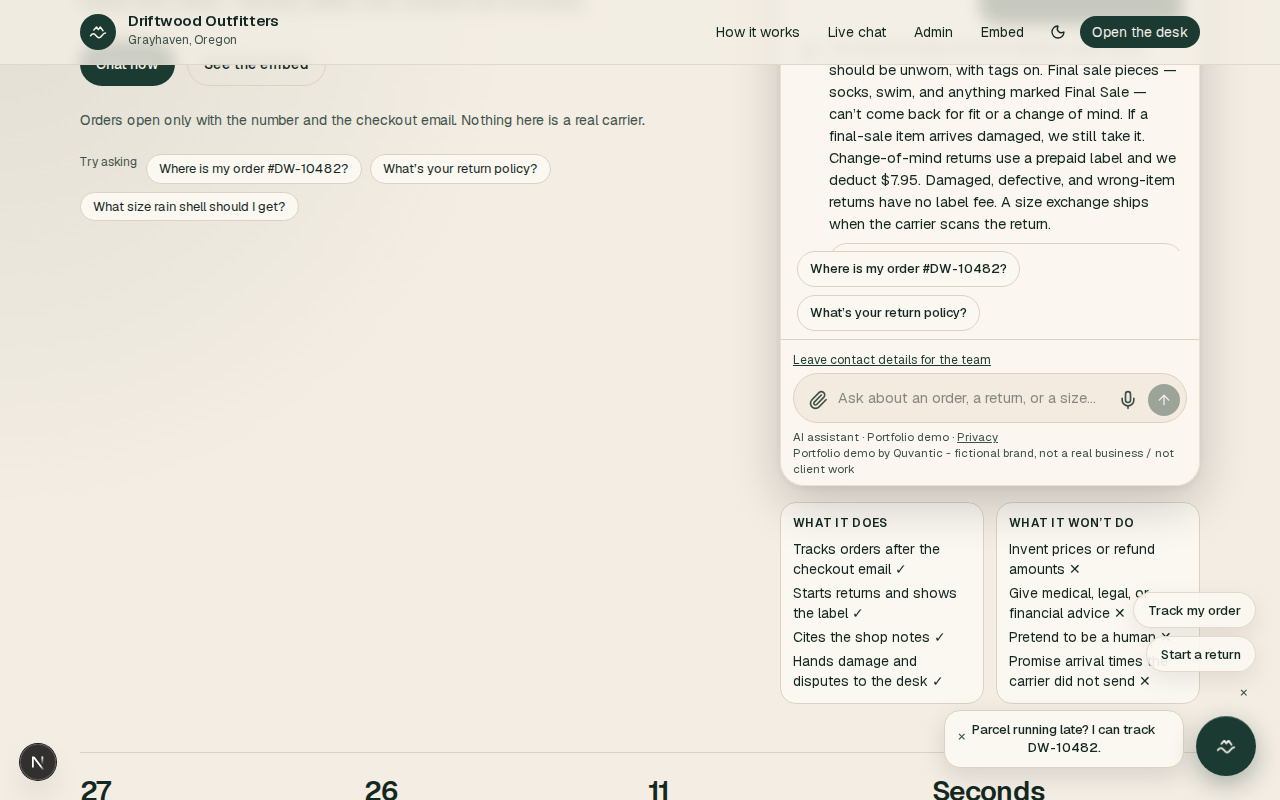 Driftwood Outfitters
Grayhaven, Oregon
How it works
Live chat
Admin
Embed
Open the desk
Chat now
See the embed
Orders open only with the number and the checkout email. Nothing here is a real carrier.
Try asking
Where is my order #DW-10482?
What's your return policy?
What size rain shell should I get?
should be unworn, with tags on. Final sale pieces —
socks, swim, and anything marked Final Sale —
can't come back for fit or a change of mind. If a
final-sale item arrives damaged, we still take it.
Change-of-mind returns use a prepaid label and we
deduct $7.95. Damaged, defective, and wrong-item
returns have no label fee. A size exchange ships
when the carrier scans the return.
Where is my order #DW-10482?
What's your return policy?
Leave contact details for the team
Ask about an order, a return, or a size...
AI assistant · Portfolio demo · Privacy
Portfolio demo by Quvantic - fictional brand, not a real business / not
client work
WHAT IT DOES
Tracks orders after the
checkout email ✓
Starts returns and shows
the label ✓
Cites the shop notes ✓
Hands damage and
disputes to the desk ✓
WHAT IT WON'T DO
Invent prices or refund
amounts ✕
Give medical, legal, or
financial advice ✕
Pretend to be a human ✕
Promise arrival times the
carrier did not send ✕
Track my order
Start a return
×
× Parcel running late? I can track
DW-10482.
N
27
26
11
Seconds